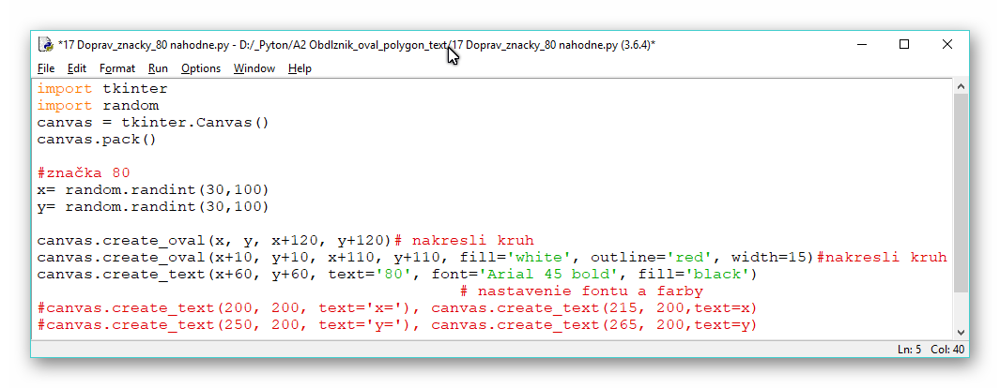 *17 Doprav_znacky_80 nahodne.py - D:/_Pyton/A2 Obdlznik_oval_polygon_text/17 Doprav_znacky_80 nahodne.py (3.6.4)*
File Edit Format Run Options Window Help
import tkinter
import random
canvas = tkinter.Canvas()
canvas.pack()
#značka 80
x= random.randint(30,100)
y= random.randint(30,100)
canvas.create_oval(x, y, x+120, y+120)# nakresli kruh
canvas.create_oval(x+10, y+10, x+110, y+110, fill='white', outline='red', width=15)#nakresli kruh
canvas.create_text(x+60, y+60, text='80', font='Arial 45 bold', fill='black')
# nastavenie fontu a farby
#canvas.create_text(200, 200, text='x='), canvas.create_text(215, 200,text=x)
#canvas.create_text(250, 200, text='y='), canvas.create_text(265, 200,text=y)
Ln: 5 Col: 40